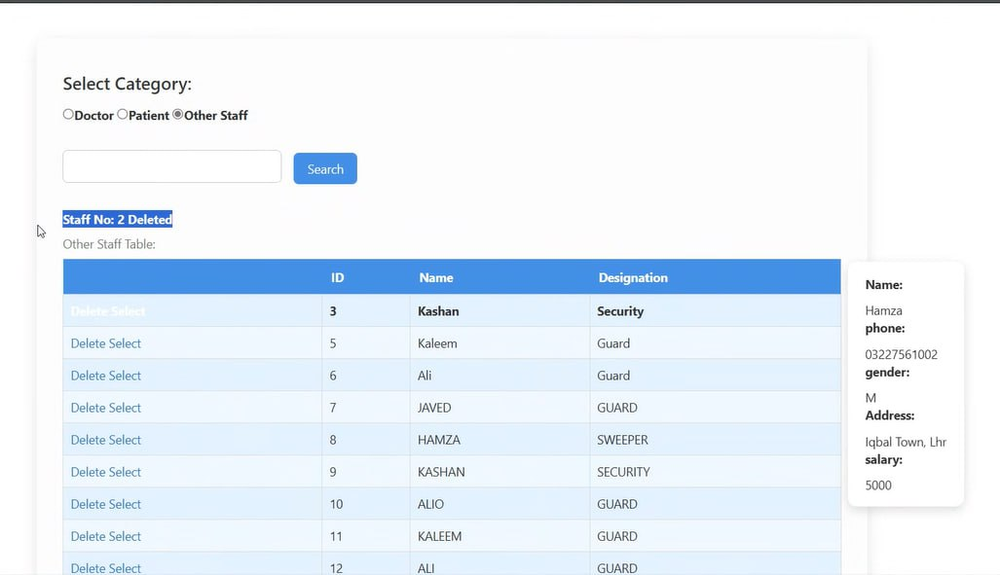 Select Category:
Doctor Patient Other Staff
Search
Staff No: 2 Deleted
Other Staff Table:
ID Name Designation
Delete Select 3 Kashan Security
Delete Select 5 Kaleem Guard
Delete Select 6 Ali Guard
Delete Select 7 JAVED GUARD
Delete Select 8 HAMZA SWEEPER
Delete Select 9 KASHAN SECURITY
Delete Select 10 ALIO GUARD
Delete Select 11 KALEEM GUARD
Delete Select 12 ALI GUARD
Name:
Hamza
phone:
03227561002
gender:
M
Address:
Iqbal Town, Lhr
salary:
5000